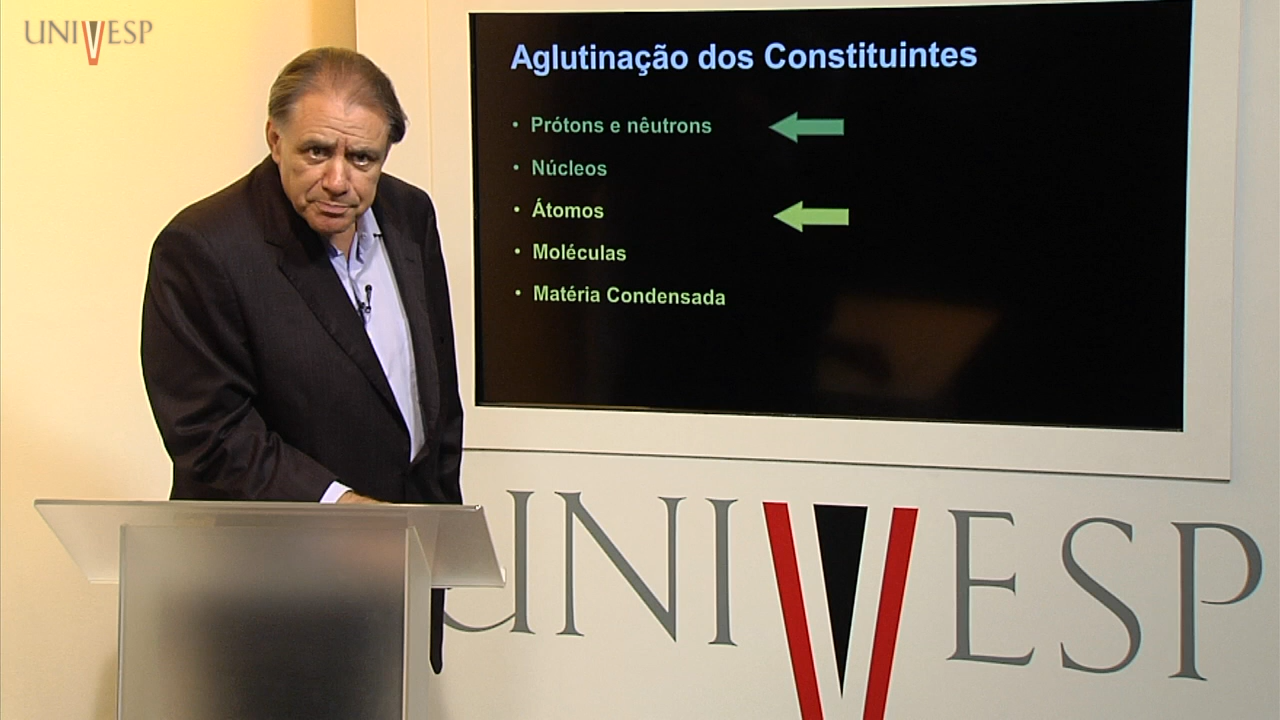 UNIVESP
Aglutinação dos Constituintes
• Prótons e nêutrons
• Núcleos
• Átomos
• Moléculas
• Matéria Condensada
UNIVESP